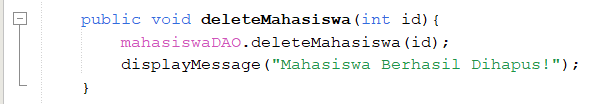 public void deleteMahasiswa(int id){
mahasiswaDAO.deleteMahasiswa(id);
displayMessage("Mahasiswa Berhasil Dihapus!");
}